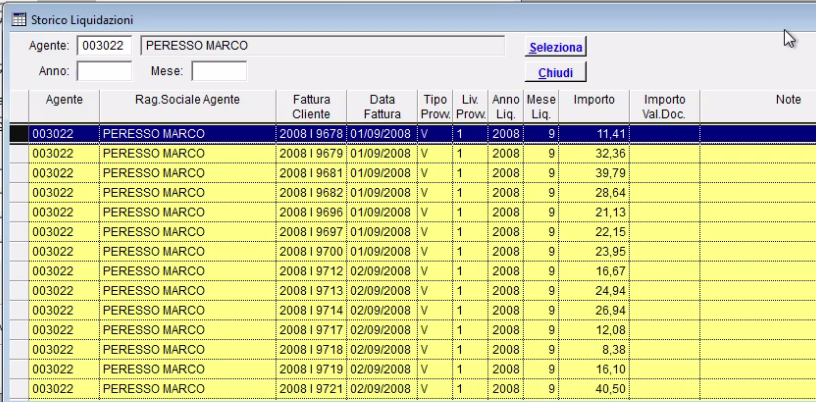 Storico Liquidazioni
Agente: 003022 PERESSO MARCO Seleziona
Anno: Mese: Chiudi
Agente Rag.Sociale Agente Fattura Cliente Data Fattura Tipo Provv. Liv. Provv. Anno Liq. Mese Liq. Importo Importo Val.Doc. Note
003022 PERESSO MARCO 2008 I 9678 01/09/2008 V 1 2008 9 11,41
003022 PERESSO MARCO 2008 I 9679 01/09/2008 V 1 2008 9 32,36
003022 PERESSO MARCO 2008 I 9681 01/09/2008 V 1 2008 9 39,79
003022 PERESSO MARCO 2008 I 9682 01/09/2008 V 1 2008 9 28,64
003022 PERESSO MARCO 2008 I 9696 01/09/2008 V 1 2008 9 21,13
003022 PERESSO MARCO 2008 I 9697 01/09/2008 V 1 2008 9 22,15
003022 PERESSO MARCO 2008 I 9700 01/09/2008 V 1 2008 9 23,95
003022 PERESSO MARCO 2008 I 9712 02/09/2008 V 1 2008 9 16,67
003022 PERESSO MARCO 2008 I 9713 02/09/2008 V 1 2008 9 24,94
003022 PERESSO MARCO 2008 I 9714 02/09/2008 V 1 2008 9 26,94
003022 PERESSO MARCO 2008 I 9717 02/09/2008 V 1 2008 9 12,08
003022 PERESSO MARCO 2008 I 9718 02/09/2008 V 1 2008 9 8,38
003022 PERESSO MARCO 2008 I 9719 02/09/2008 V 1 2008 9 16,10
003022 PERESSO MARCO 2008 I 9721 02/09/2008 V 1 2008 9 40,50